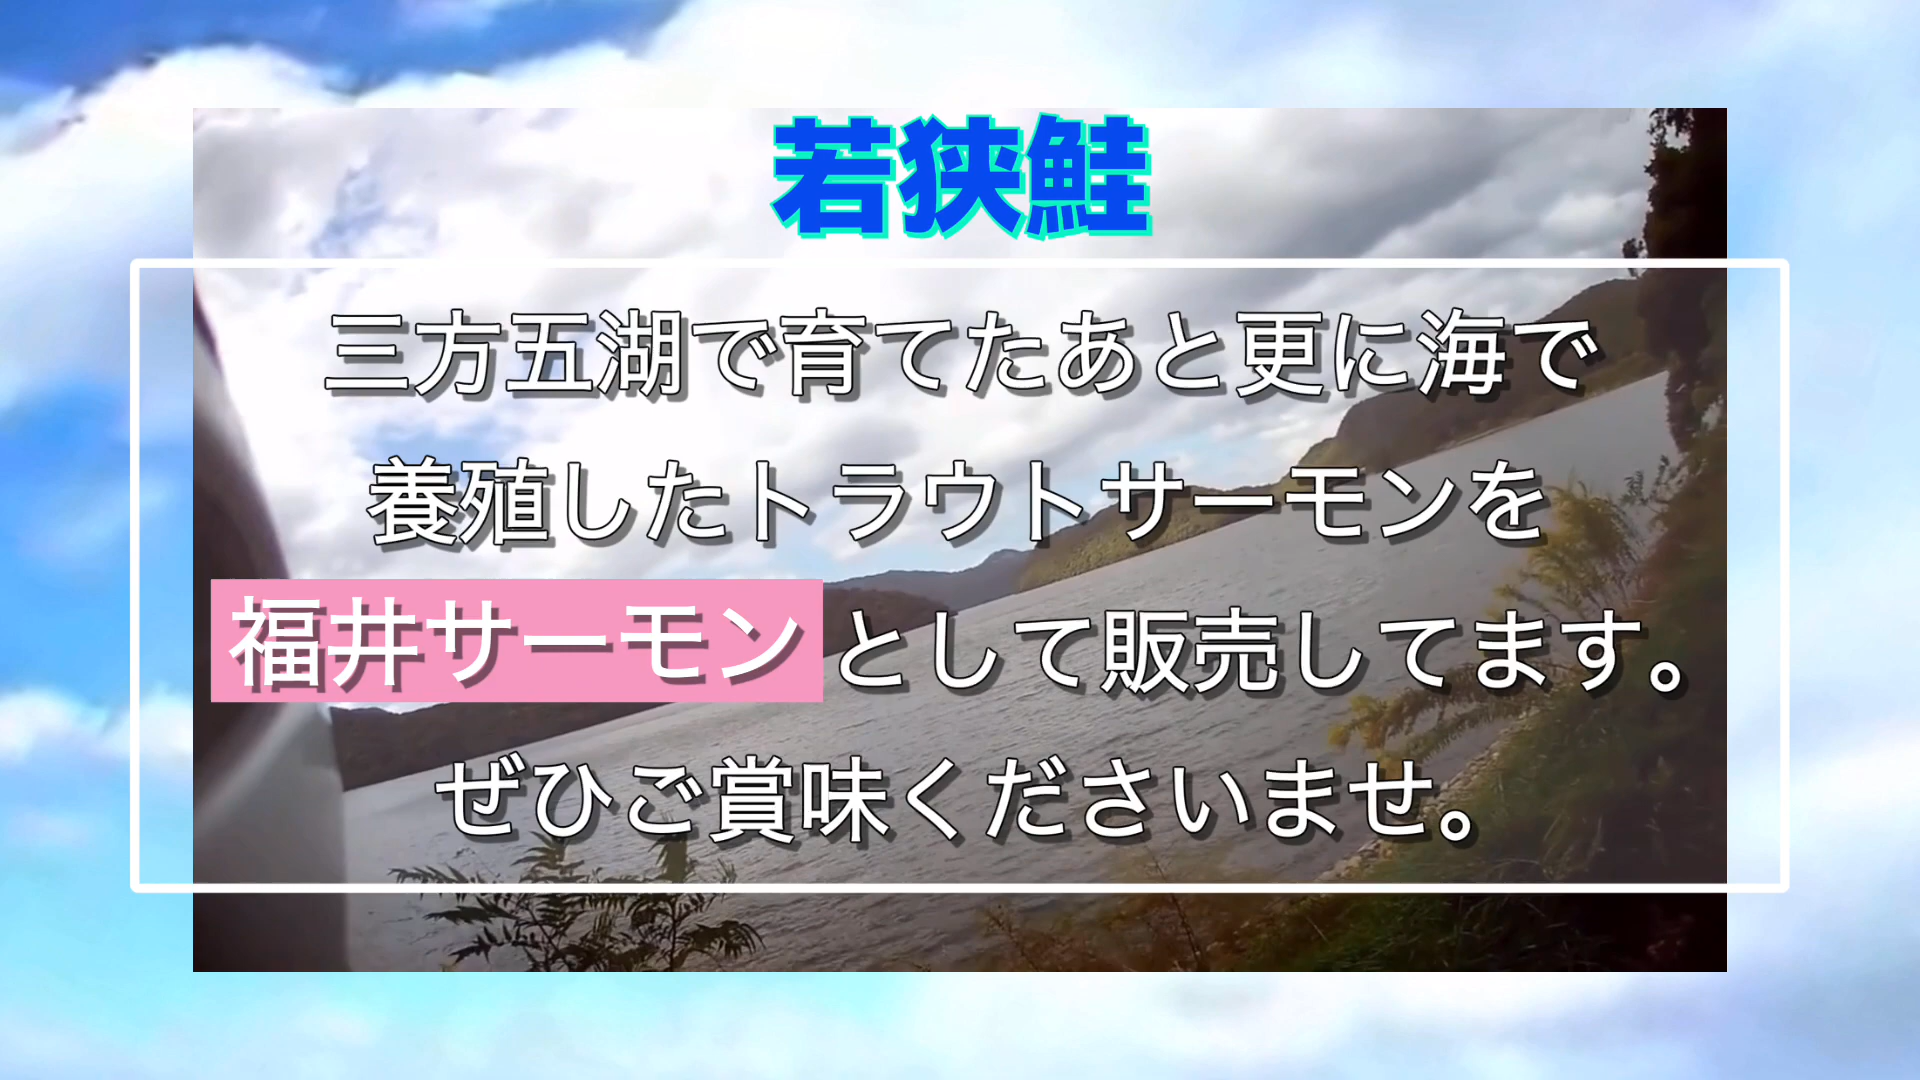 若狭鮭
三方五湖で育てたあと更に海で
養殖したトラウトサーモンを
福井サーモンとして販売してます。
ぜひご賞味くださいませ。